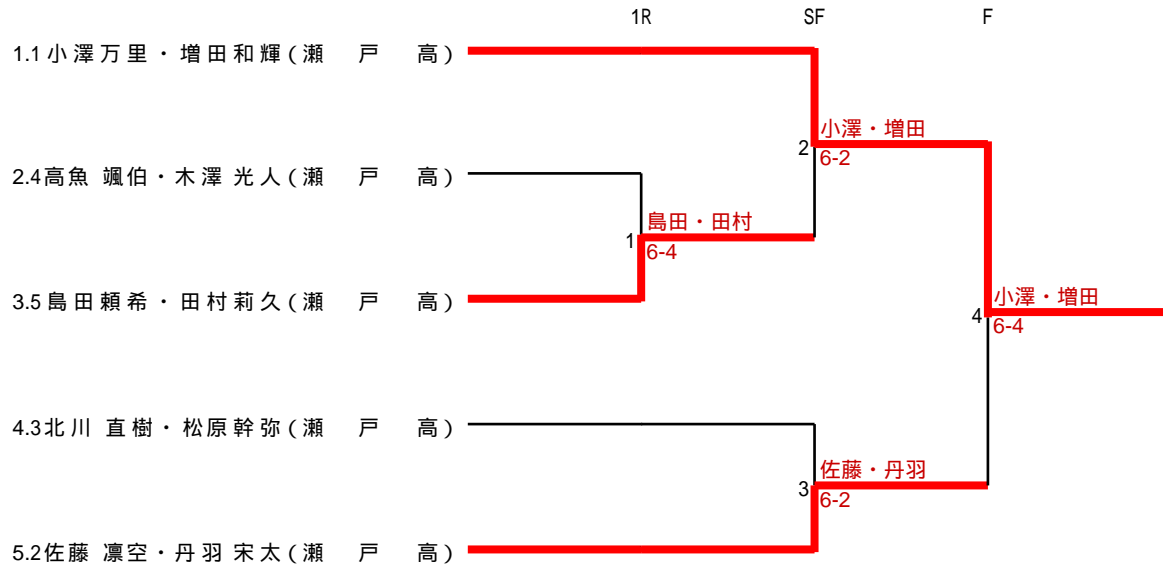 1R SF F
1.1 小澤万里・増田和輝(瀬 戸 高)
小澤・増田
2
6-2
2.4高魚 颯伯・木澤 光人(瀬 戸 高)
島田・田村
1
6-4
3.5 島田頼希・田村莉久(瀬 戸 高)
小澤・増田
4
6-4
4.3北川 直樹・松原幹弥(瀬 戸 高)
佐藤・丹羽
3
6-2
5.2佐藤 凛空・丹羽 宋太(瀬 戸 高)